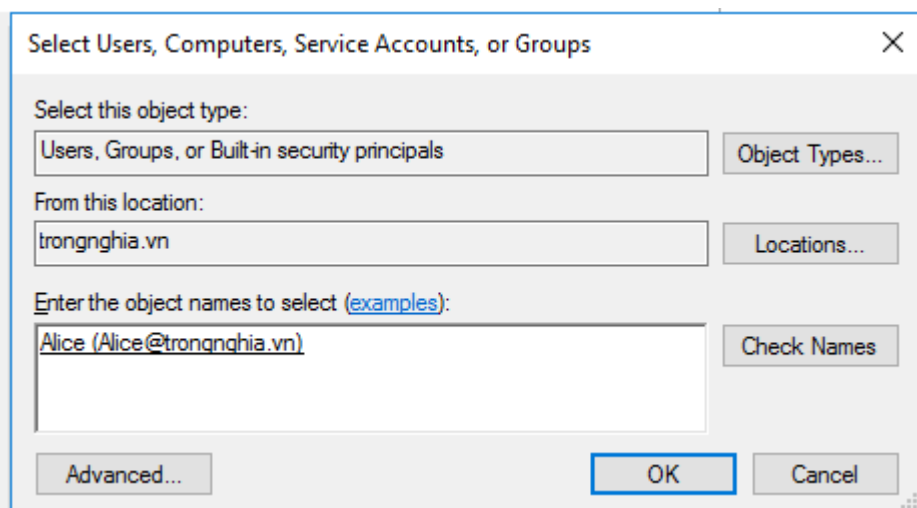 Select Users, Computers, Service Accounts, or Groups
Select this object type:
Users, Groups, or Built-in security principals
Object Types...
From this location:
trongnghia.vn
Locations...
Enter the object names to select (examples):
Alice (Alice@trongnghia.vn)
Check Names
Advanced...
OK
Cancel